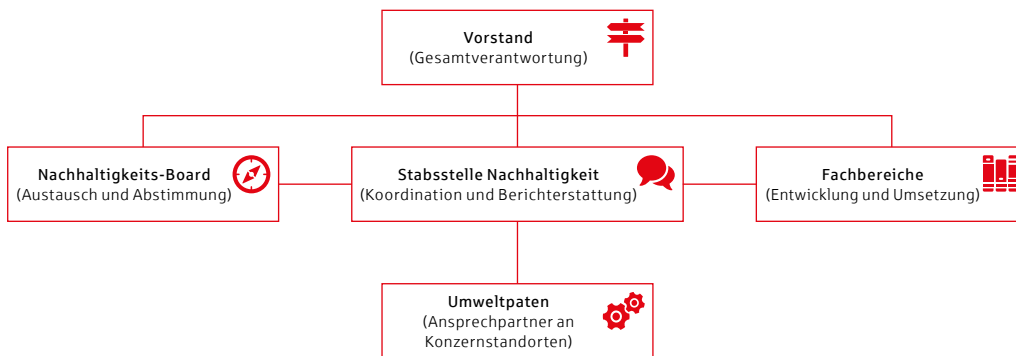 Vorstand
(Gesamtverantwortung)
Nachhaltigkeits-Board
(Austausch und Abstimmung)
Stabsstelle Nachhaltigkeit
(Koordination und Berichterstattung)
Fachbereiche
(Entwicklung und Umsetzung)
Umweltpaten
(Ansprechpartner an
Konzernstandorten)